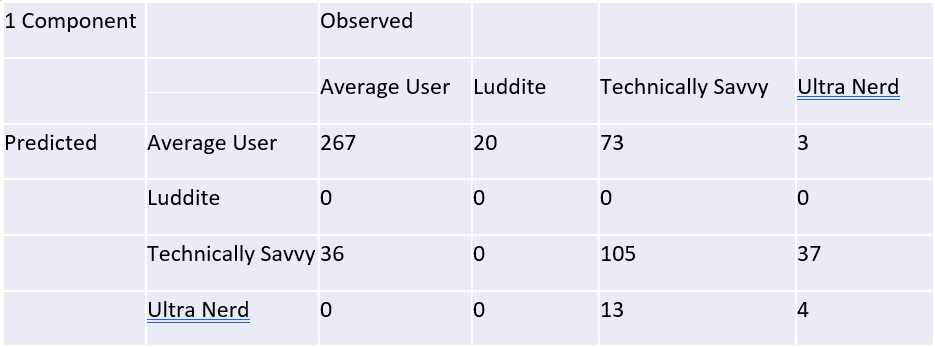 1 Component Observed
Average User Luddite Technically Savvy Ultra Nerd
Predicted Average User 267 20 73 3
Luddite 0 0 0 0
Technically Savvy 36 0 105 37
Ultra Nerd 0 0 13 4